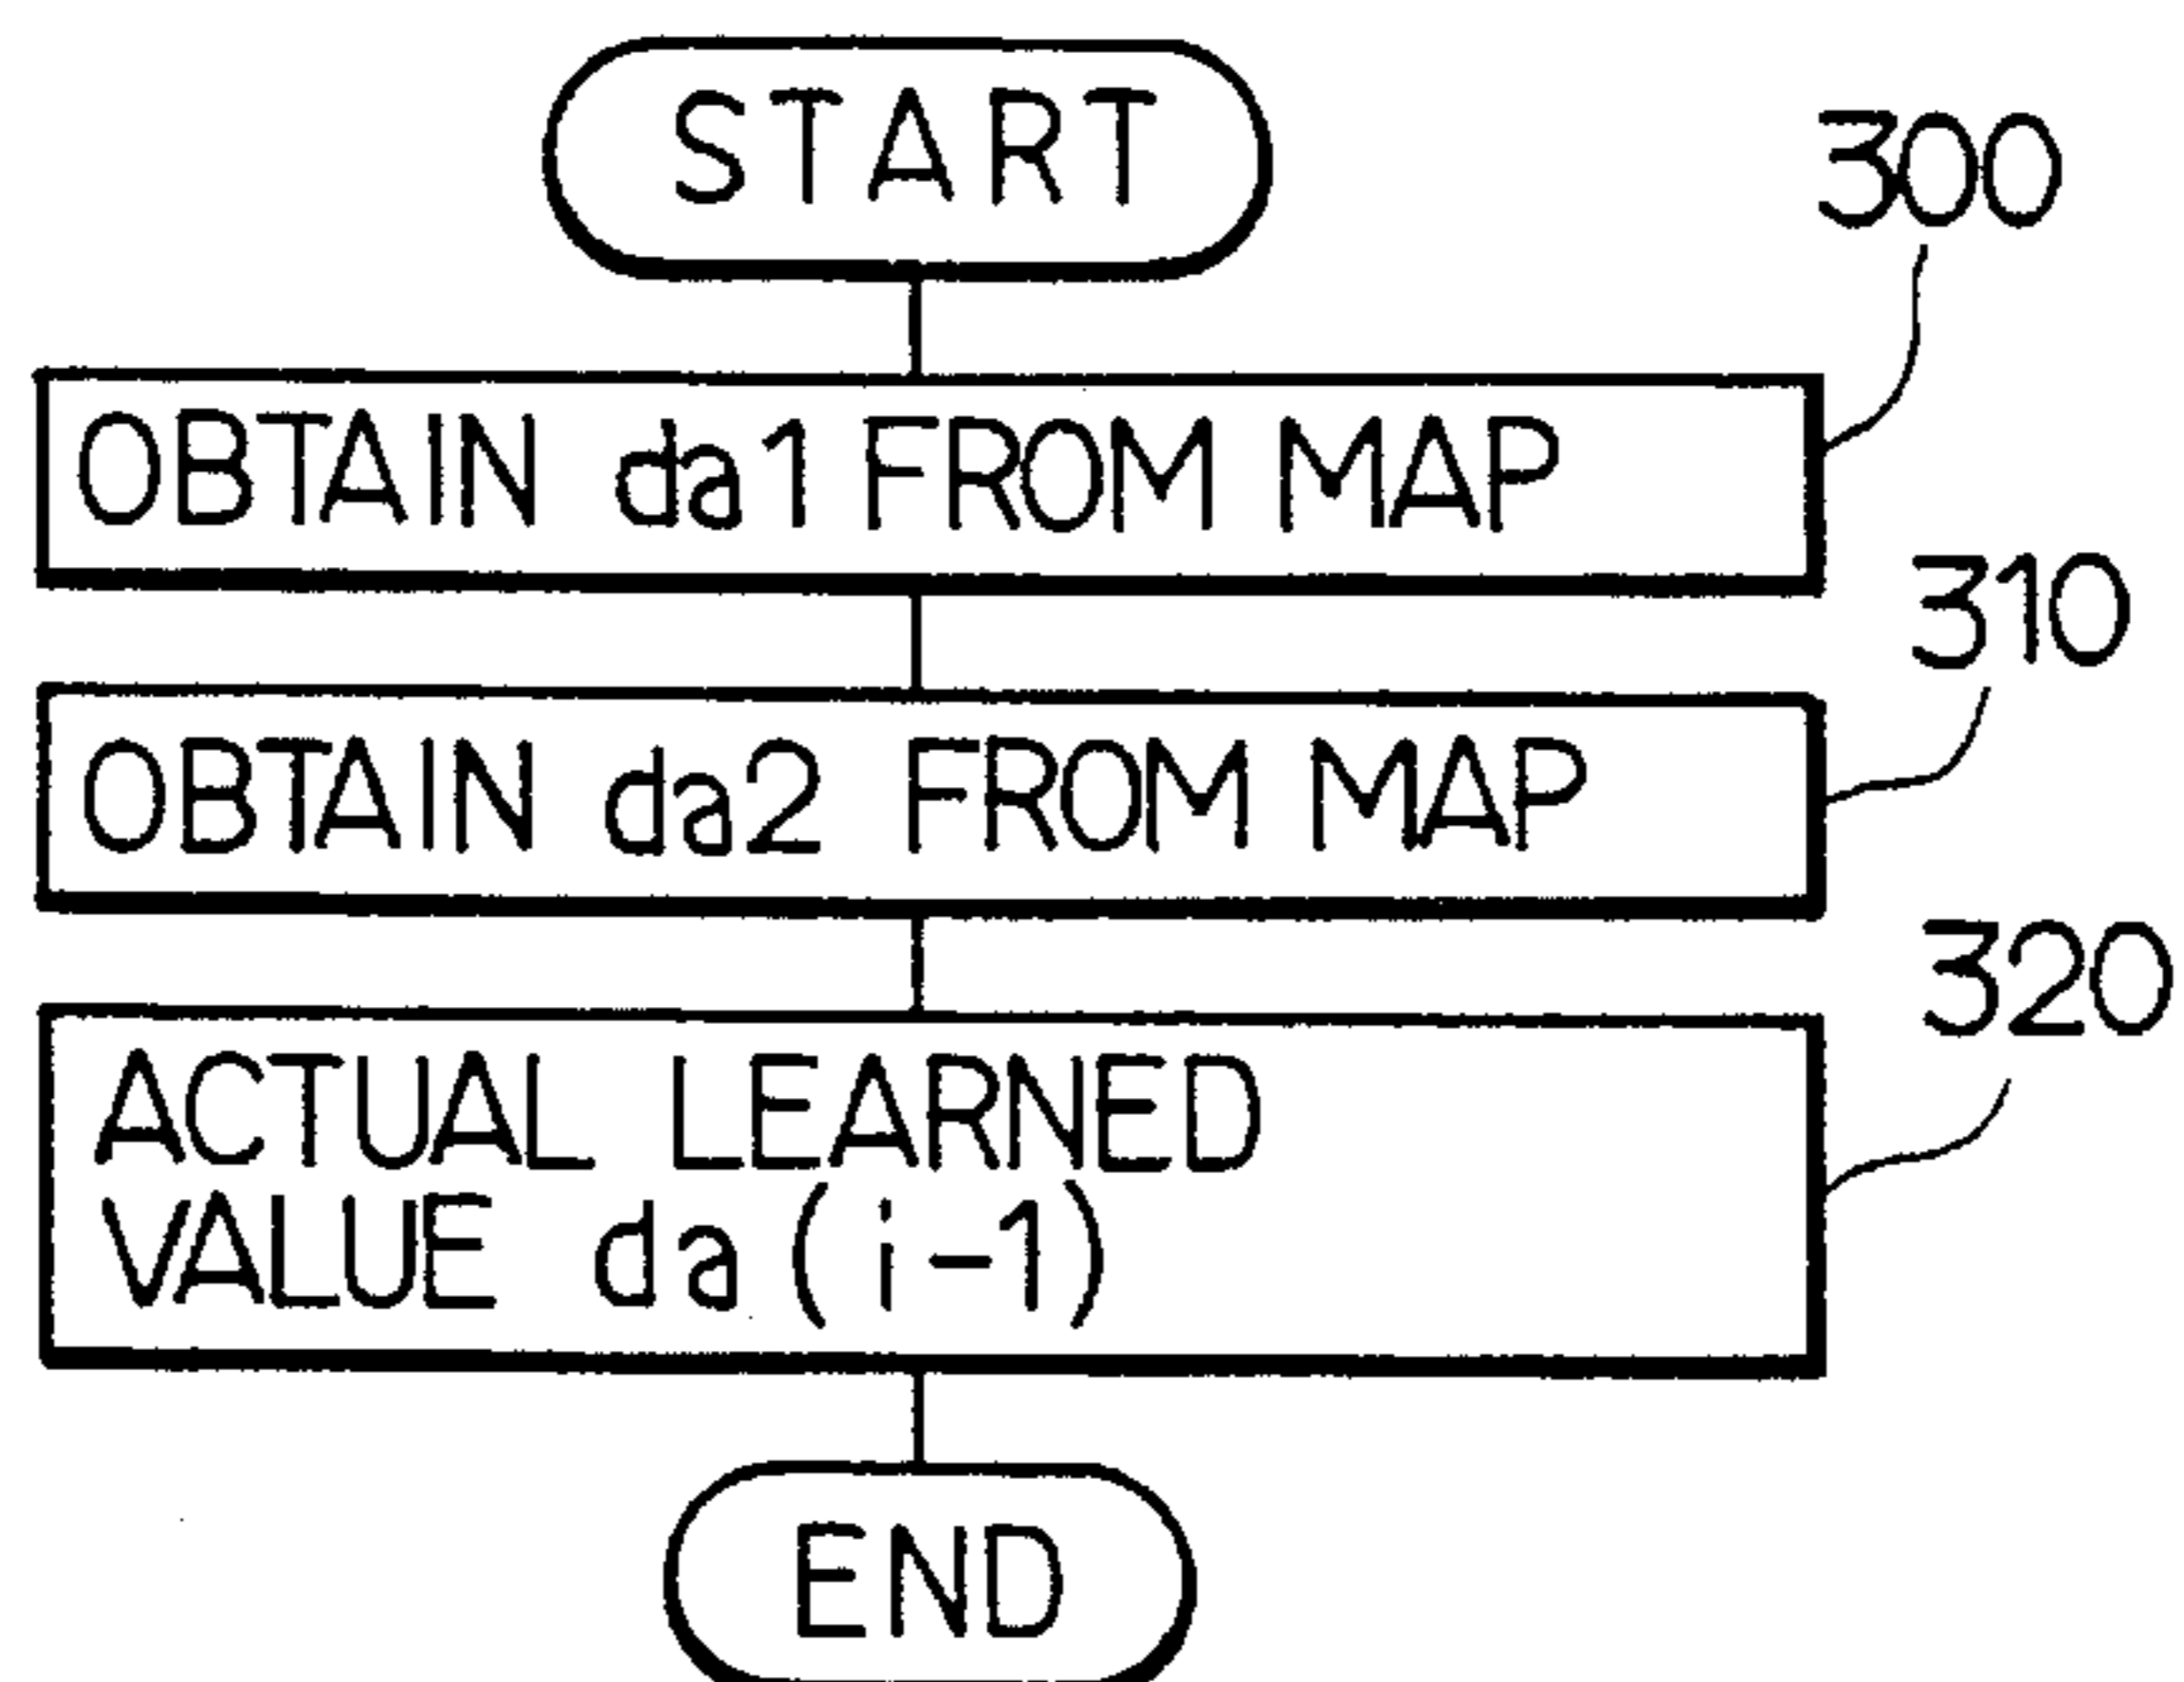 START
300
OBTAIN da1 FROM MAP
310
OBTAIN da2 FROM MAP
320
ACTUAL LEARNED
VALUE da (i-1)
END